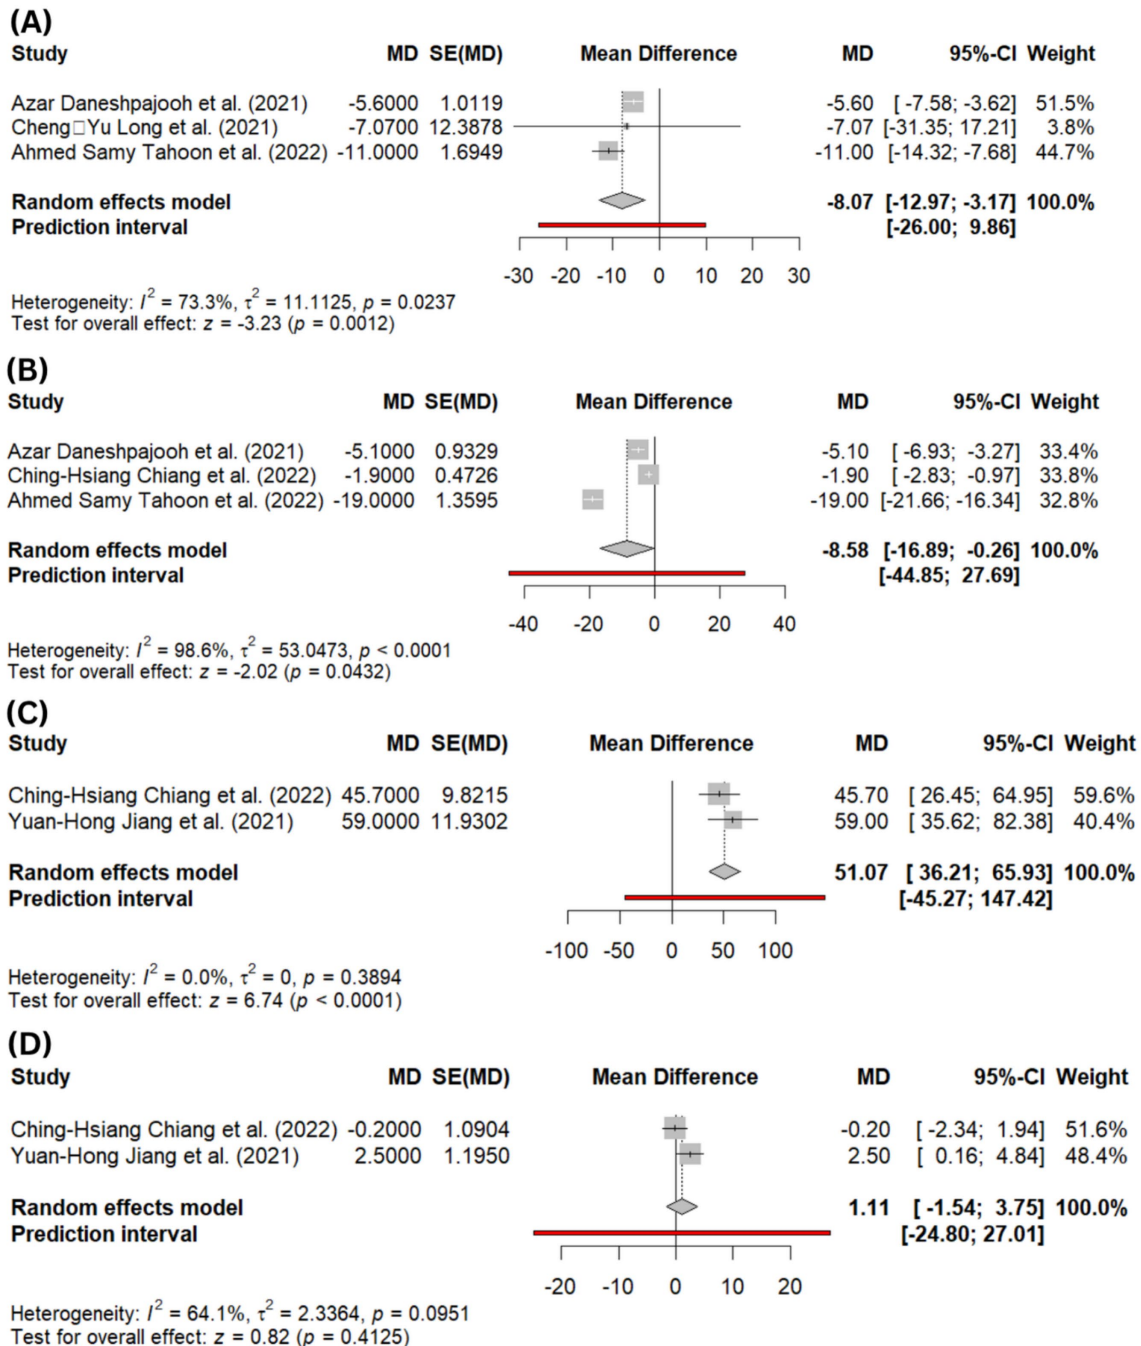 (A)
Study MD SE(MD) Mean Difference MD 95%-CI Weight
Azar Daneshpajooh et al. (2021) -5.6000 1.0119 -5.60 [ -7.58; -3.62] 51.5%
Cheng□Yu Long et al. (2021) -7.0700 12.3878 -7.07 [-31.35; 17.21] 3.8%
Ahmed Samy Tahoon et al. (2022) -11.0000 1.6949 -11.00 [-14.32; -7.68] 44.7%
Random effects model -8.07 [-12.97; -3.17] 100.0%
Prediction interval [-26.00; 9.86]
-30 -20 -10 0 10 20 30
Heterogeneity: I² = 73.3%, τ² = 11.1125, p = 0.0237
Test for overall effect: z = -3.23 (p = 0.0012)
(B)
Study MD SE(MD) Mean Difference MD 95%-CI Weight
Azar Daneshpajooh et al. (2021) -5.1000 0.9329 -5.10 [ -6.93; -3.27] 33.4%
Ching-Hsiang Chiang et al. (2022) -1.9000 0.4726 -1.90 [ -2.83; -0.97] 33.8%
Ahmed Samy Tahoon et al. (2022) -19.0000 1.3595 -19.00 [-21.66; -16.34] 32.8%
Random effects model -8.58 [-16.89; -0.26] 100.0%
Prediction interval [-44.85; 27.69]
-40 -20 0 20 40
Heterogeneity: I² = 98.6%, τ² = 53.0473, p < 0.0001
Test for overall effect: z = -2.02 (p = 0.0432)
(C)
Study MD SE(MD) Mean Difference MD 95%-CI Weight
Ching-Hsiang Chiang et al. (2022) 45.7000 9.8215 45.70 [ 26.45; 64.95] 59.6%
Yuan-Hong Jiang et al. (2021) 59.0000 11.9302 59.00 [ 35.62; 82.38] 40.4%
Random effects model 51.07 [ 36.21; 65.93] 100.0%
Prediction interval [-45.27; 147.42]
-100 -50 0 50 100
Heterogeneity: I² = 0.0%, τ² = 0, p = 0.3894
Test for overall effect: z = 6.74 (p < 0.0001)
(D)
Study MD SE(MD) Mean Difference MD 95%-CI Weight
Ching-Hsiang Chiang et al. (2022) -0.2000 1.0904 -0.20 [ -2.34; 1.94] 51.6%
Yuan-Hong Jiang et al. (2021) 2.5000 1.1950 2.50 [ 0.16; 4.84] 48.4%
Random effects model 1.11 [ -1.54; 3.75] 100.0%
Prediction interval [-24.80; 27.01]
-20 -10 0 10 20
Heterogeneity: I² = 64.1%, τ² = 2.3364, p = 0.0951
Test for overall effect: z = 0.82 (p = 0.4125)